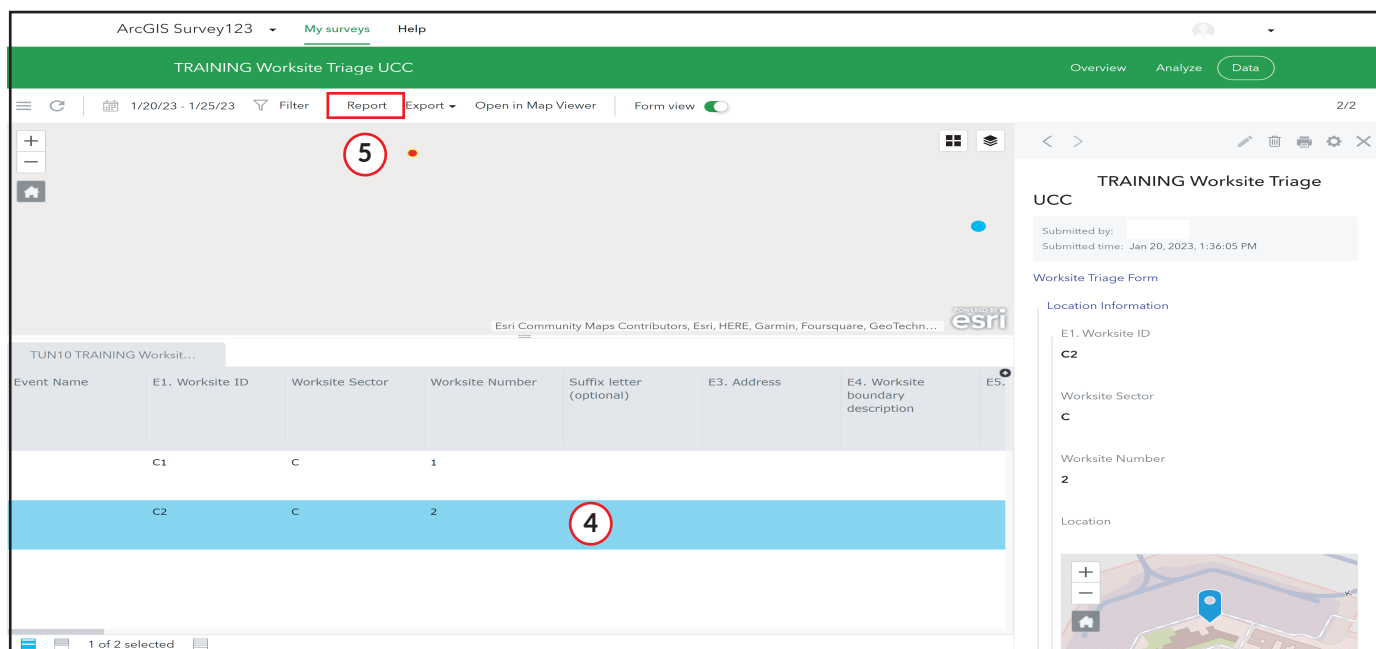 ArcGIS Survey123 My surveys Help
TRAINING Worksite Triage UCC Overview Analyze Data
1/20/23 - 1/25/23 Filter Report Export Open in Map Viewer Form view 2/2
5
TRAINING Worksite Triage
UCC
Submitted by:
Submitted time: Jan 20, 2023, 1:36:05 PM
Worksite Triage Form
Location Information
E1. Worksite ID
C2
Worksite Sector
C
Worksite Number
2
Location
K
POWERED BY
esri
Esri Community Maps Contributors, Esri, HERE, Garmin, Foursquare, GeoTechn...
TUN10 TRAINING Worksit...
Event Name E1. Worksite ID Worksite Sector Worksite Number Suffix letter E3. Address E4. Worksite E5.
(optional) boundary
description
C1 C 1
C2 C 2
4
1 of 2 selected